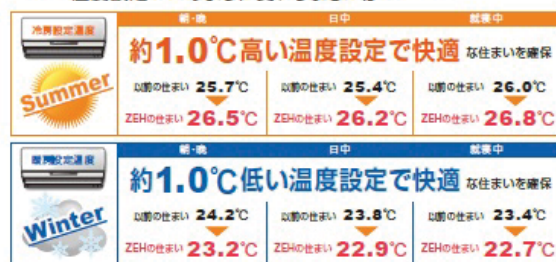 冷房設定温度
Summer
朝・晩 日中 就寝中
約1.0℃高い温度設定で快適 な住まいを確保
以前の住まい 25.7℃ 以前の住まい 25.4℃ 以前の住まい 26.0℃
ZEHの住まい 26.5℃ ZEHの住まい 26.2℃ ZEHの住まい 26.8℃
暖房設定温度
Winter
朝・晩 日中 就寝中
約1.0℃低い温度設定で快適 な住まいを確保
以前の住まい 24.2℃ 以前の住まい 23.8℃ 以前の住まい 23.4℃
ZEHの住まい 23.2℃ ZEHの住まい 22.9℃ ZEHの住まい 22.7℃